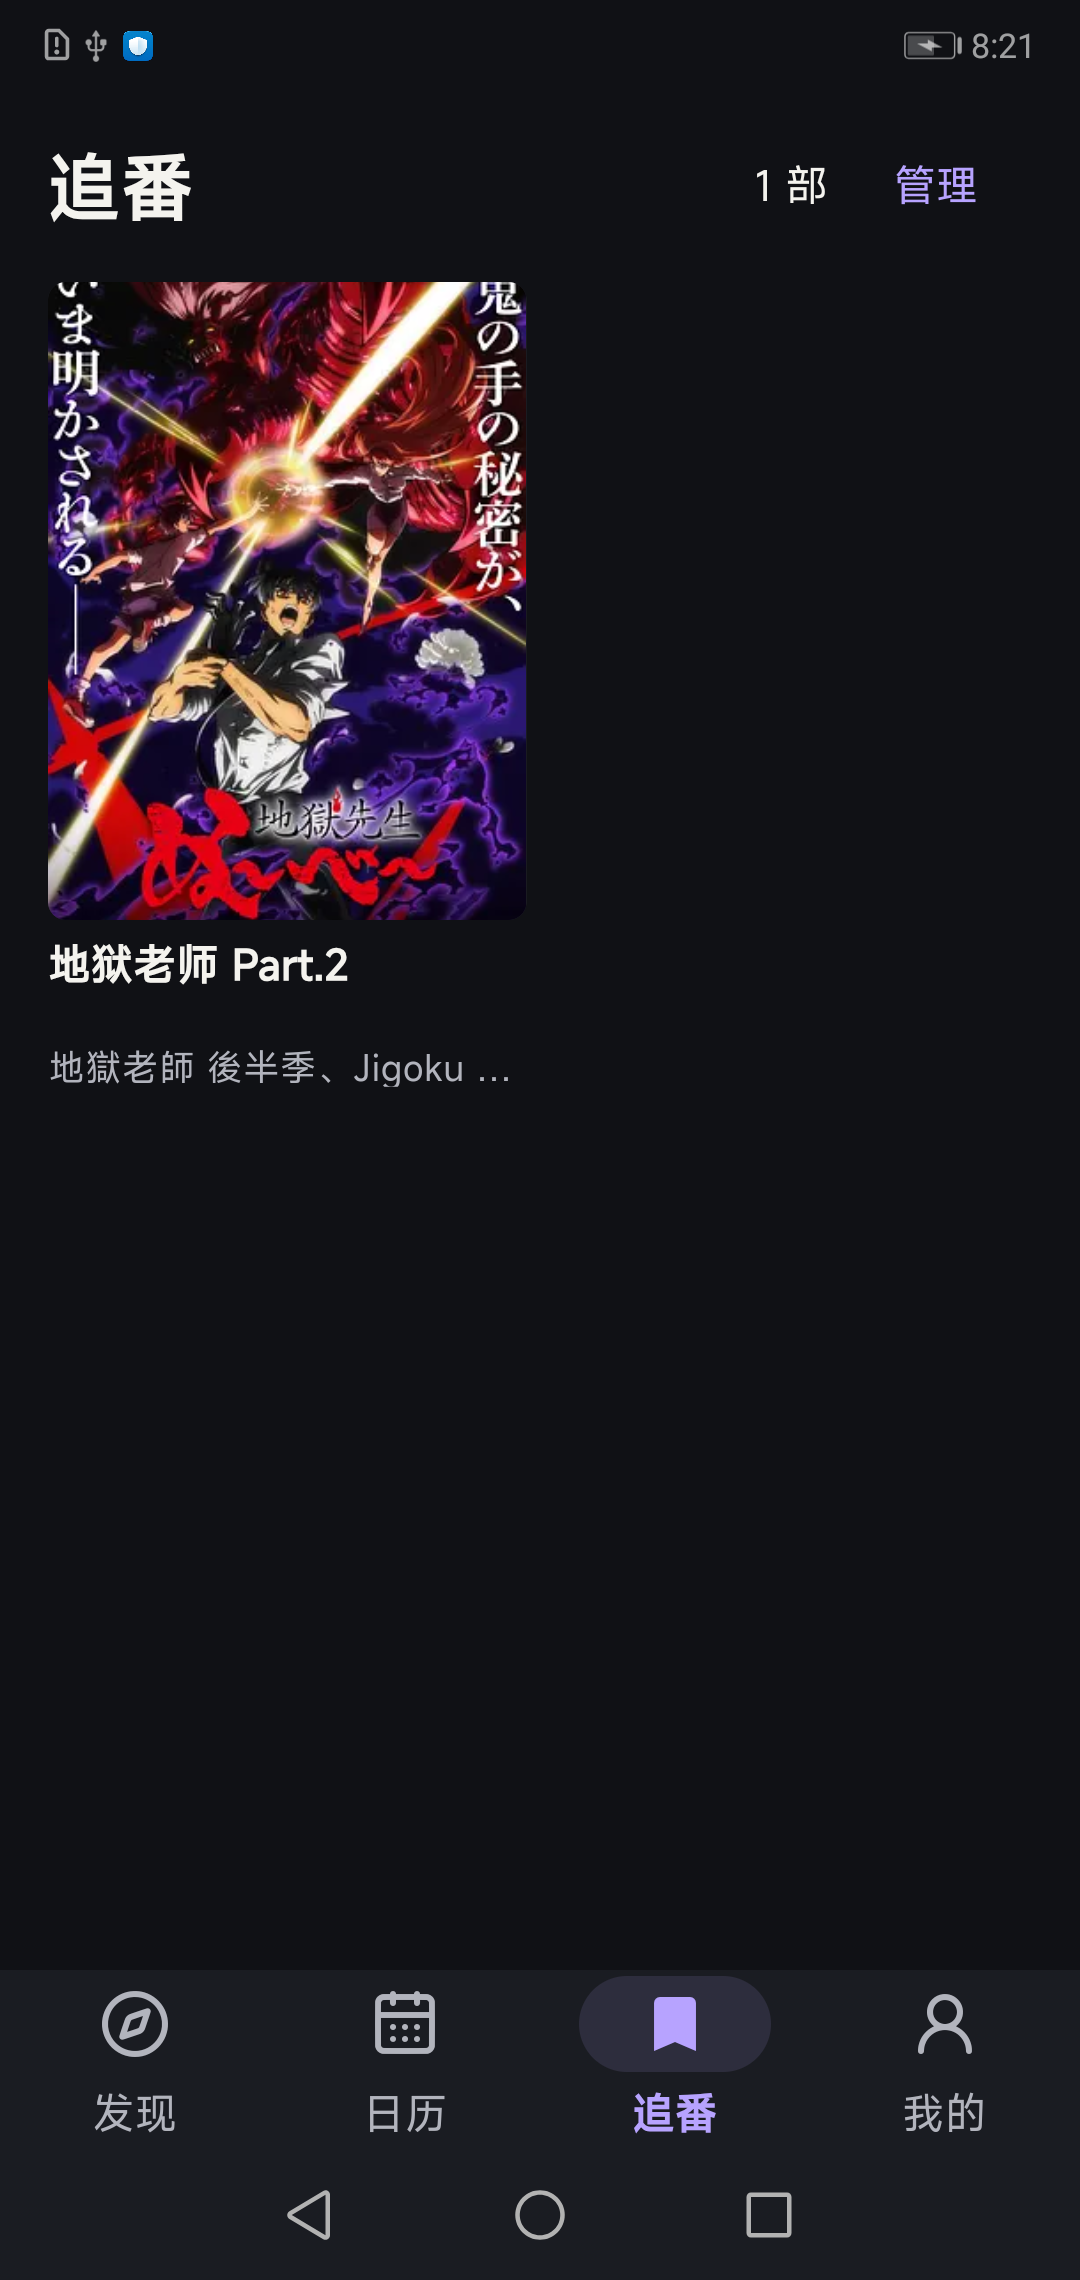 8:21
追番
1 部
管理
鬼の手の秘密が、
いま明かされる——
地獄先生
ぬ~べ~
地狱老师 Part.2
地獄老師 後半季、Jigoku ...
发现
日历
追番
我的